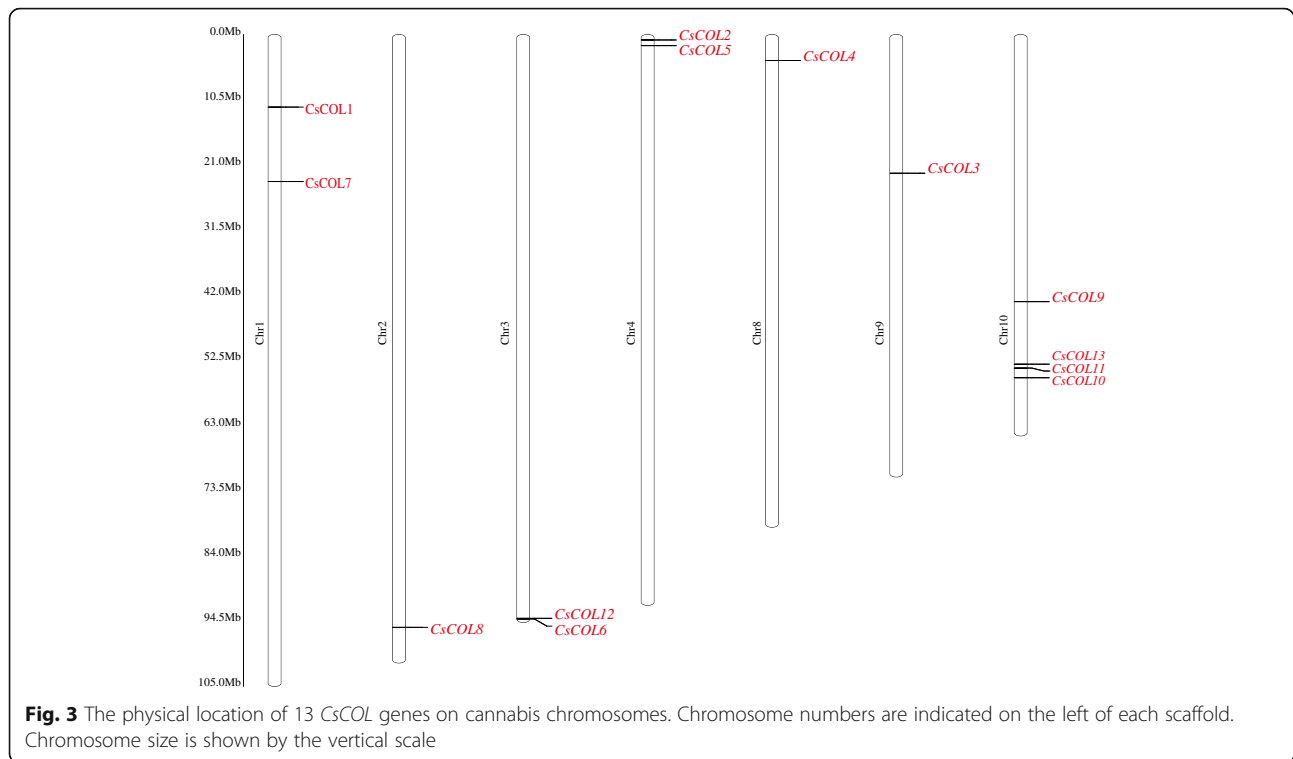 0.0Mb
10.5Mb
21.0Mb
31.5Mb
42.0Mb
52.5Mb
63.0Mb
73.5Mb
84.0Mb
94.5Mb
105.0Mb
Chr1
CsCOL1
CsCOL7
Chr2
CsCOL8
Chr3
CsCOL12
CsCOL6
Chr4
CsCOL2
CsCOL5
Chr8
CsCOL4
Chr9
CsCOL3
Chr10
CsCOL9
CsCOL13
CsCOL11
CsCOL10
Fig. 3 The physical location of 13 CsCOL genes on cannabis chromosomes. Chromosome numbers are indicated on the left of each scaffold.
Chromosome size is shown by the vertical scale